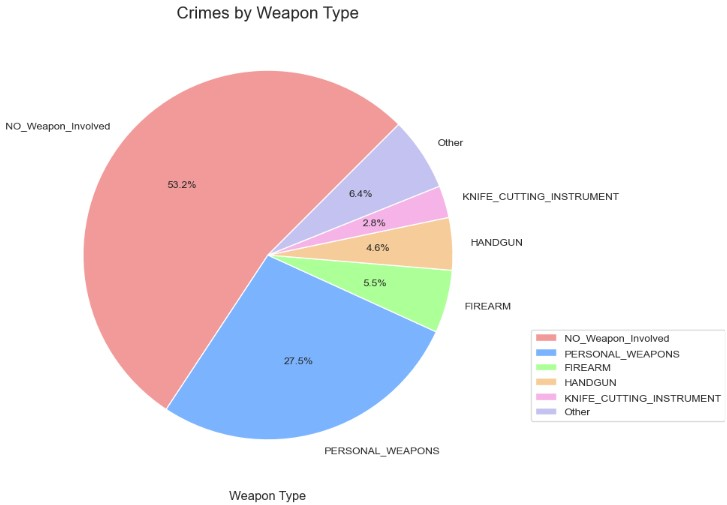 Crimes by Weapon Type
NO_Weapon_Involved
53.2%
Other
6.4%
KNIFE_CUTTING_INSTRUMENT
2.8%
HANDGUN
4.6%
FIREARM
5.5%
PERSONAL_WEAPONS
27.5%
NO_Weapon_Involved
PERSONAL_WEAPONS
FIREARM
HANDGUN
KNIFE_CUTTING_INSTRUMENT
Other
Weapon Type